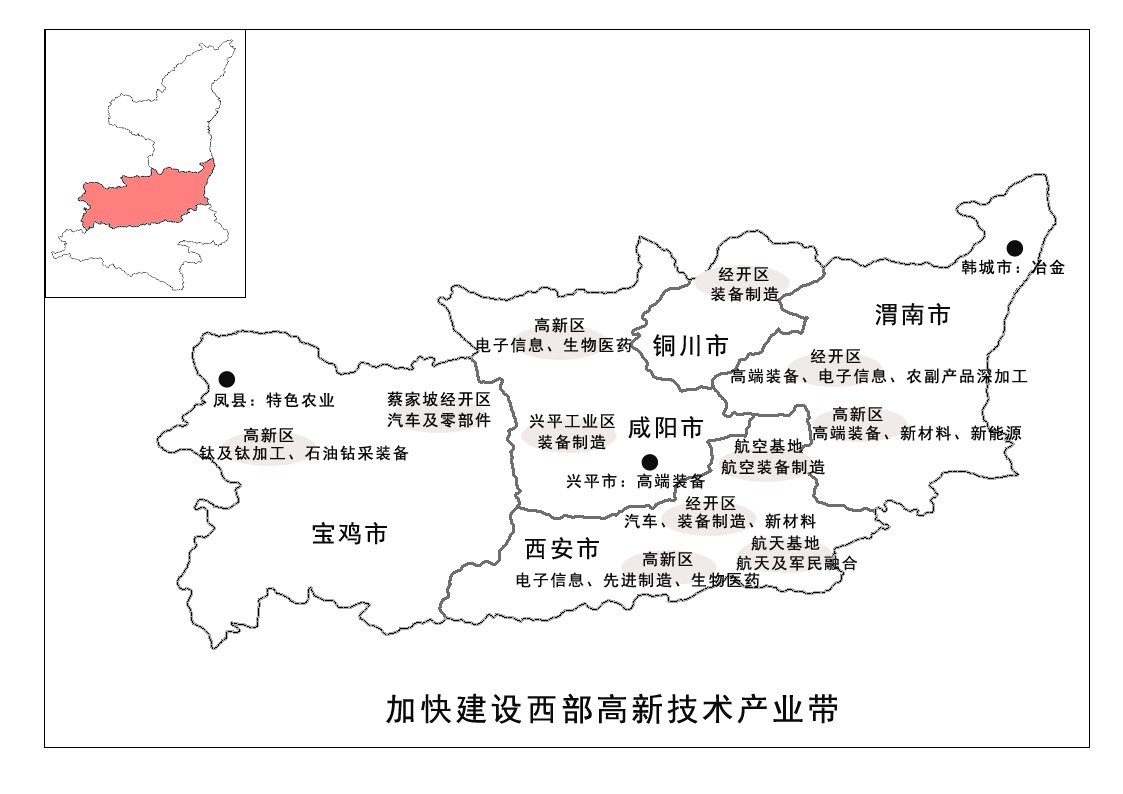 经开区
装备制造
韩城市：冶金
渭南市
高新区
电子信息、生物医药
铜川市
经开区
高端装备、电子信息、农副产品深加工
凤县：特色农业
蔡家坡经开区
汽车及零部件
高新区
高端装备、新材料、新能源
兴平工业区
装备制造
咸阳市
高新区
钛及钛加工、石油钻采装备
航空基地
航空装备制造
兴平市：高端装备
经开区
汽车、装备制造、新材料
宝鸡市
西安市
航天基地
航天及军民融合
高新区
电子信息、先进制造、生物医药
加快建设西部高新技术产业带